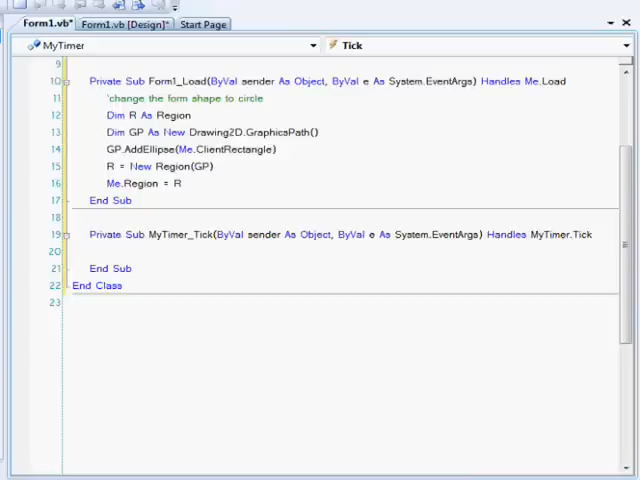 Form1.vb* Form1.vb [Design]* Start Page
MyTimer Tick
9
10 Private Sub Form1_Load(ByVal sender As Object, ByVal e As System.EventArgs) Handles Me.Load
11 'change the form shape to circle
12 Dim R As Region
13 Dim GP As New Drawing2D.GraphicsPath()
14 GP.AddEllipse(Me.ClientRectangle)
15 R = New Region(GP)
16 Me.Region = R
17 End Sub
18
19 Private Sub MyTimer_Tick(ByVal sender As Object, ByVal e As System.EventArgs) Handles MyTimer.Tick
20
21 End Sub
22 End Class
23